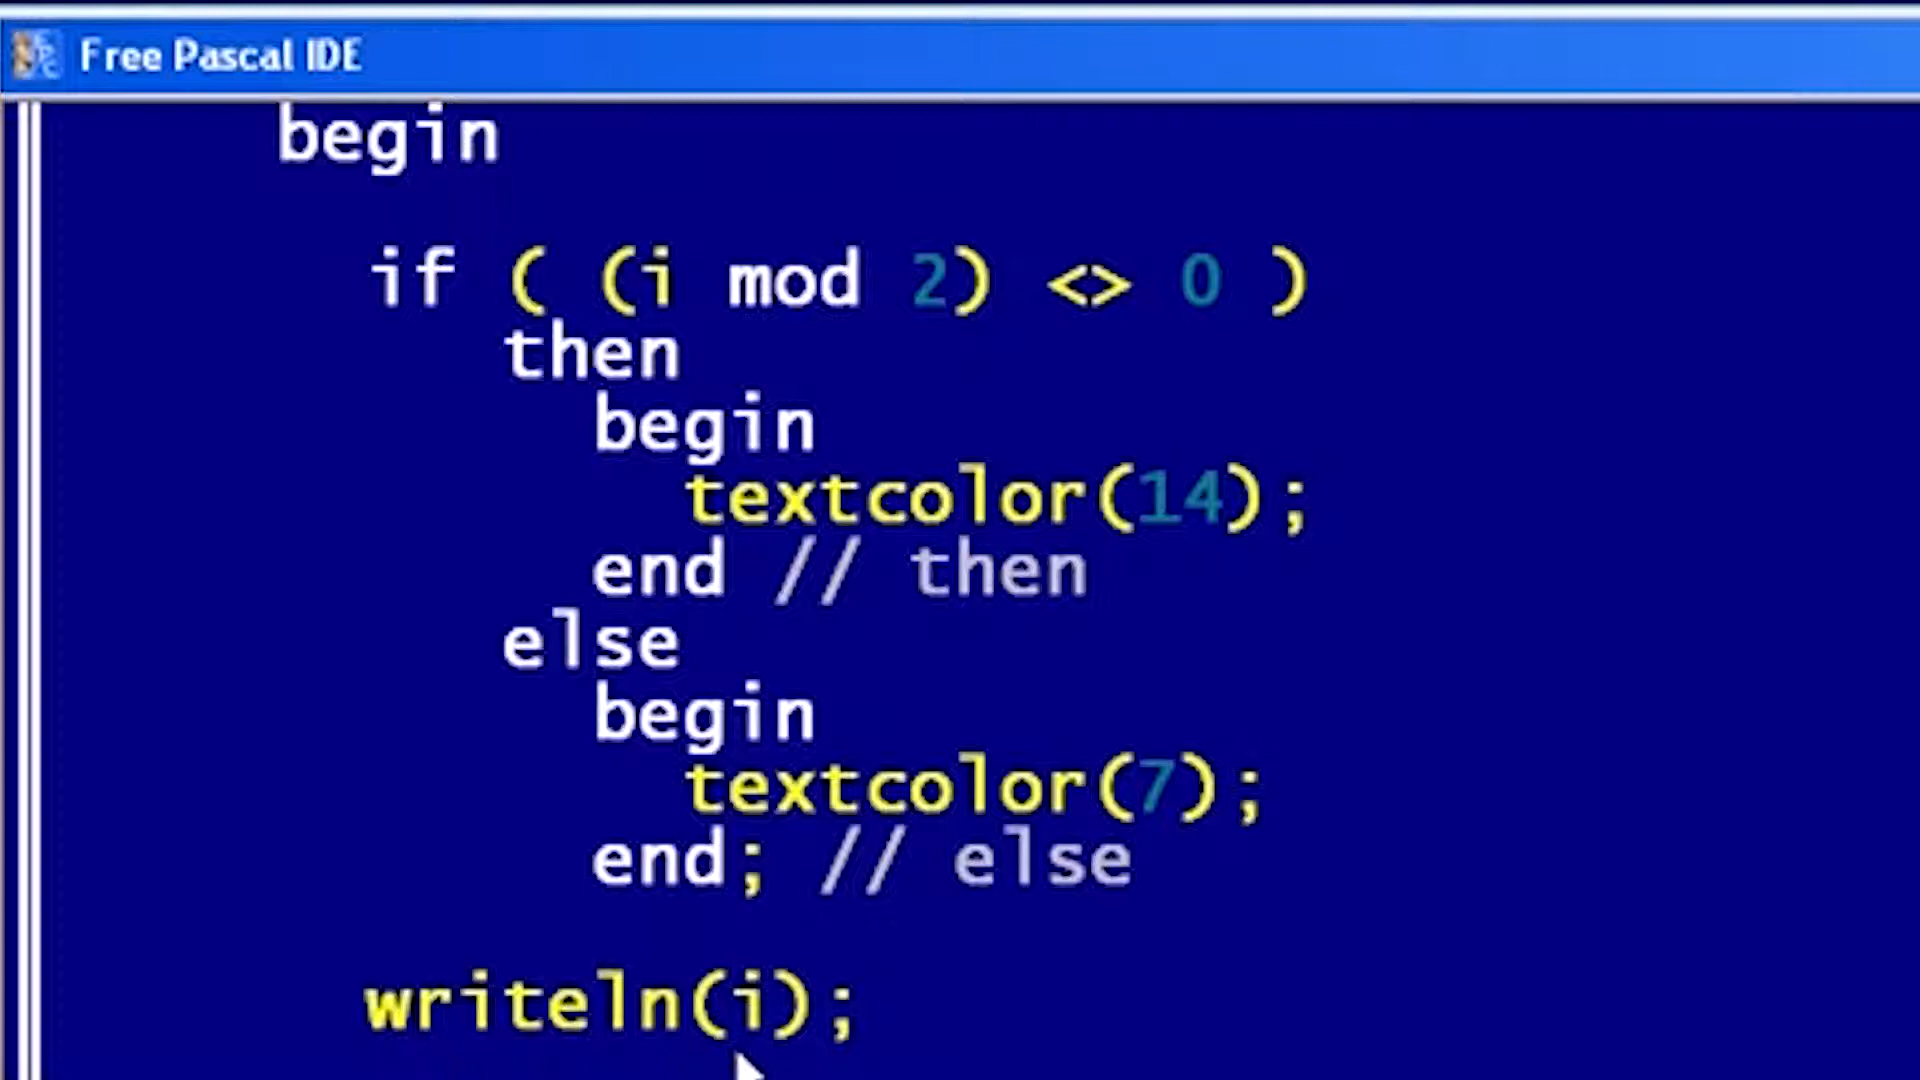 Free Pascal IDE
begin
if ( (i mod 2) <> 0 )
then
begin
textcolor(14);
end // then
else
begin
textcolor(7);
end; // else
writeln(i);